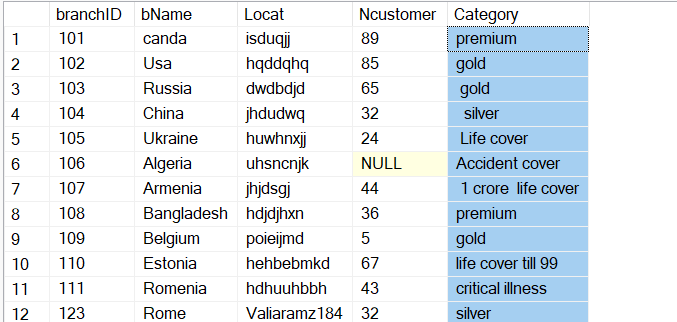 branchID bName Locat Ncustomer Category
1 101 canda isduqjj 89 premium
2 102 Usa hqddqhq 85 gold
3 103 Russia dwdbdjd 65 gold
4 104 China jhdudwq 32 silver
5 105 Ukraine huwhnxjj 24 Life cover
6 106 Algeria uhsncnjk NULL Accident cover
7 107 Armenia jhjdsgj 44 1 crore life cover
8 108 Bangladesh hdjdjhxn 36 premium
9 109 Belgium poieijmd 5 gold
10 110 Estonia hehbebmkd 67 life cover till 99
11 111 Romenia hdhuuhbbh 43 critical illness
12 123 Rome Valiaramz184 32 silver